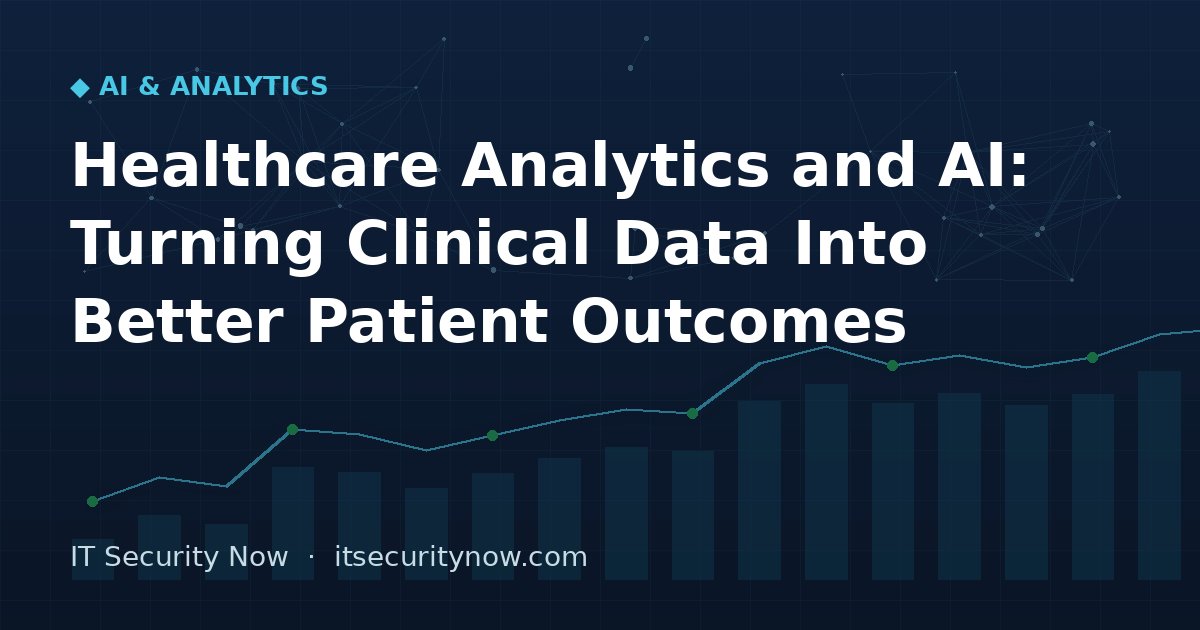 ◆ AI & ANALYTICS
Healthcare Analytics and AI:
Turning Clinical Data Into
Better Patient Outcomes
IT Security Now · itsecuritynow.com